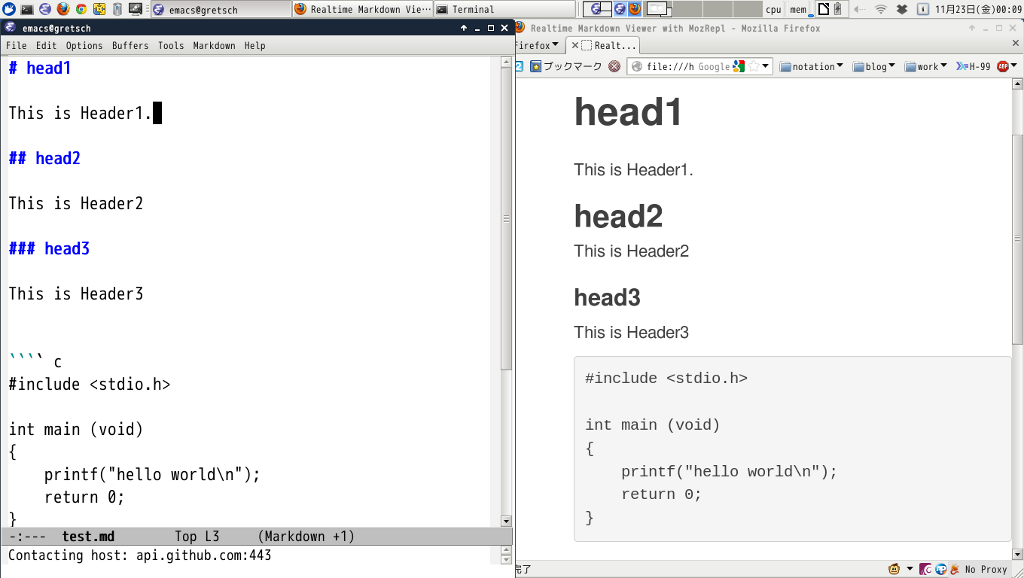 emacs@gretsch
Realtime Markdown Vi…
Terminal
cpu
mem
11月23日(金)00:09
emacs@gretsch
File Edit Options Buffers Tools Markdown Help
# head1
This is Header1.
## head2
This is Header2
### head3
This is Header3
```` c
#include <stdio.h>
int main (void)
{
    printf("hello world\n");
    return 0;
}
-:---  test.md       Top L3     (Markdown +1)
Contacting host: api.github.com:443
Realtime Markdown Viewer with MozRepl - Mozilla Firefox
irefox
Realt...
ブックマーク
file:///h
Google
notation
blog
work
H-99
ABP
head1
This is Header1.
head2
This is Header2
head3
This is Header3
#include <stdio.h>
int main (void)
{
    printf("hello world\n");
    return 0;
}
完了
No Proxy